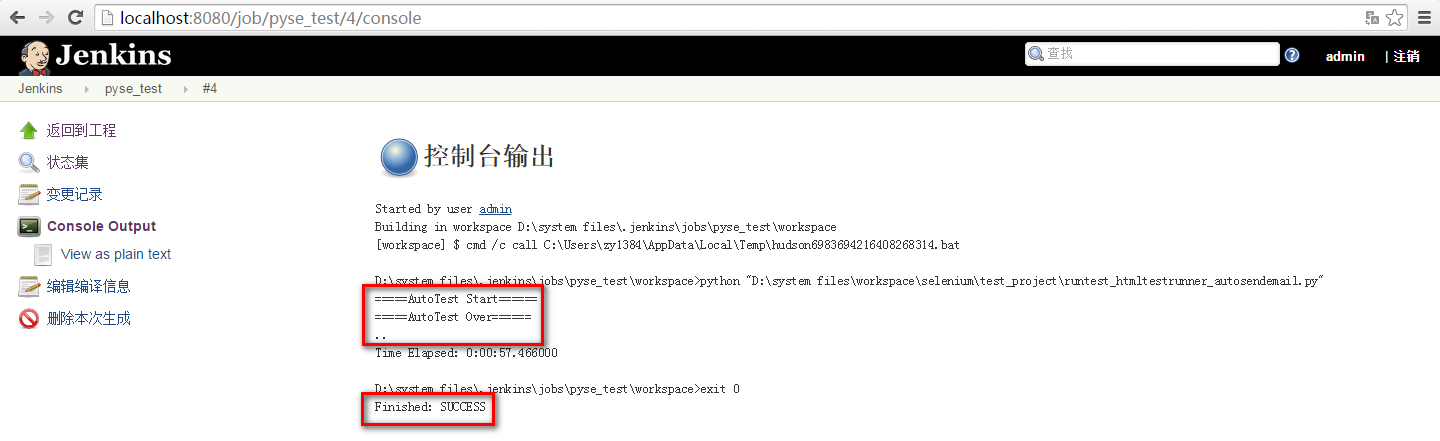 localhost:8080/job/pyse_test/4/console
Jenkins
查找
admin
| 注销
Jenkins
pyse_test
#4
返回到工程
状态集
变更记录
Console Output
View as plain text
编辑编译信息
删除本次生成
控制台输出
Started by user admin
Building in workspace D:\system files\.jenkins\jobs\pyse_test\workspace
[workspace] $ cmd /c call C:\Users\zy1384\AppData\Local\Temp\hudson6983694216408268314.bat
D:\system files\.jenkins\jobs\pyse_test\workspace>python "D:\system files\workspace\selenium\test_project\runtest_htmltestrunner_autosendemail.py"
=====AutoTest Start======
=====AutoTest Over======
..
Time Elapsed: 0:00:57.466000
D:\system files\.jenkins\jobs\pyse_test\workspace>exit 0
Finished: SUCCESS